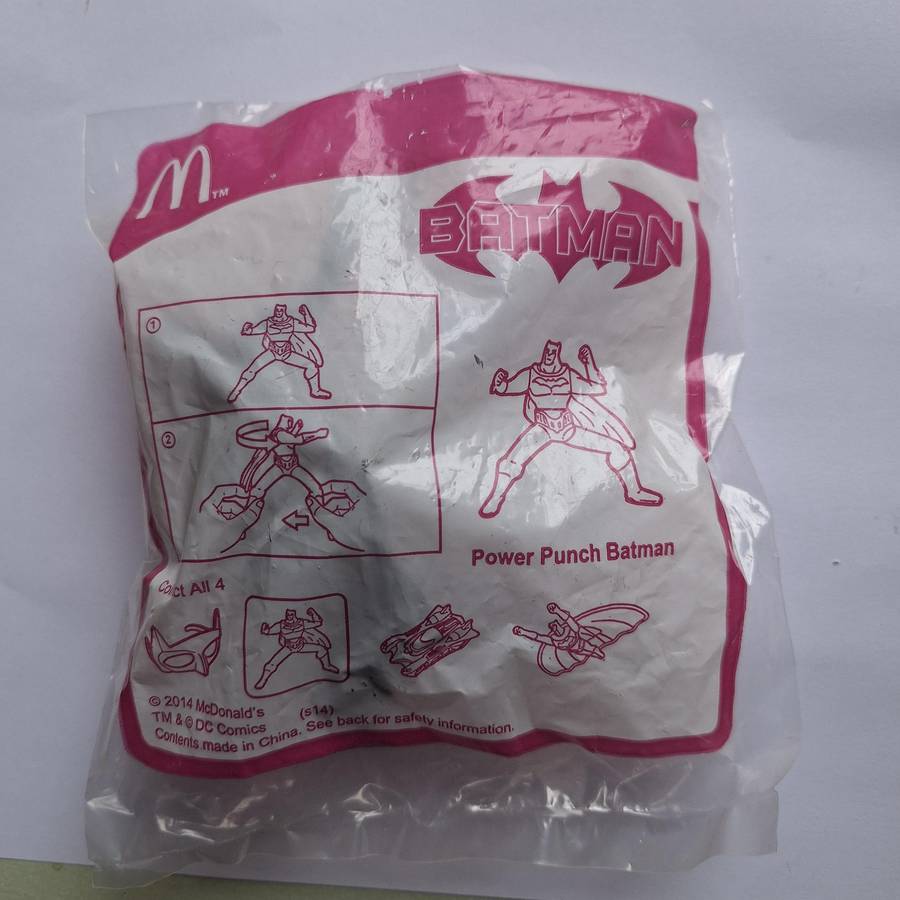 M™
BATMAN
1
2
Power Punch Batman
Collect All 4
© 2014 McDonald's (s14)
TM & © DC Comics
Contents made in China. See back for safety information.